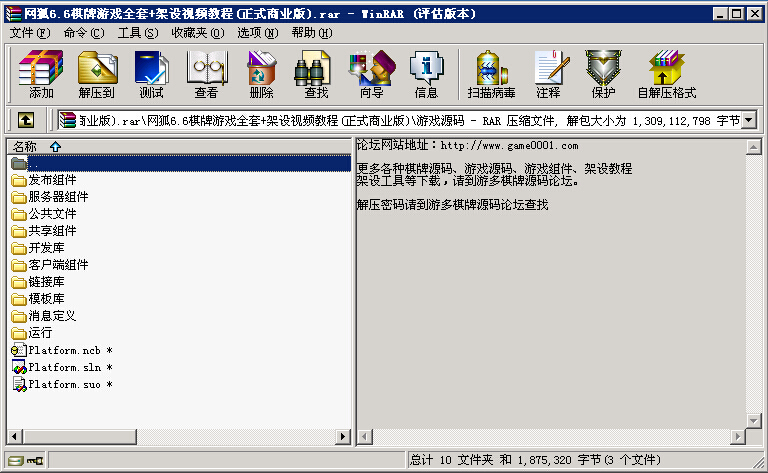 网狐6.6棋牌游戏全套+架设视频教程(正式商业版).rar - WinRAR (评估版本)
文件(F) 命令(C) 工具(S) 收藏夹(O) 选项(N) 帮助(H)
添加 解压到 测试 查看 删除 查找 向导 信息 扫描病毒 注释 保护 自解压格式
业版).rar\网狐6.6棋牌游戏全套+架设视频教程(正式商业版)\游戏源码 - RAR 压缩文件, 解包大小为 1,309,112,798 字节
名称
..
发布组件
服务器组件
公共文件
共享组件
开发库
客户端组件
链接库
模板库
消息定义
运行
Platform.ncb *
Platform.sln *
Platform.suo *
论坛网站地址：http://www.game0001.com
更多各种棋牌源码、游戏源码、游戏组件、架设教程
架设工具等下载，请到游多棋牌源码论坛。
解压密码请到游多棋牌源码论坛查找
总计 10 文件夹 和 1,875,320 字节(3 个文件)